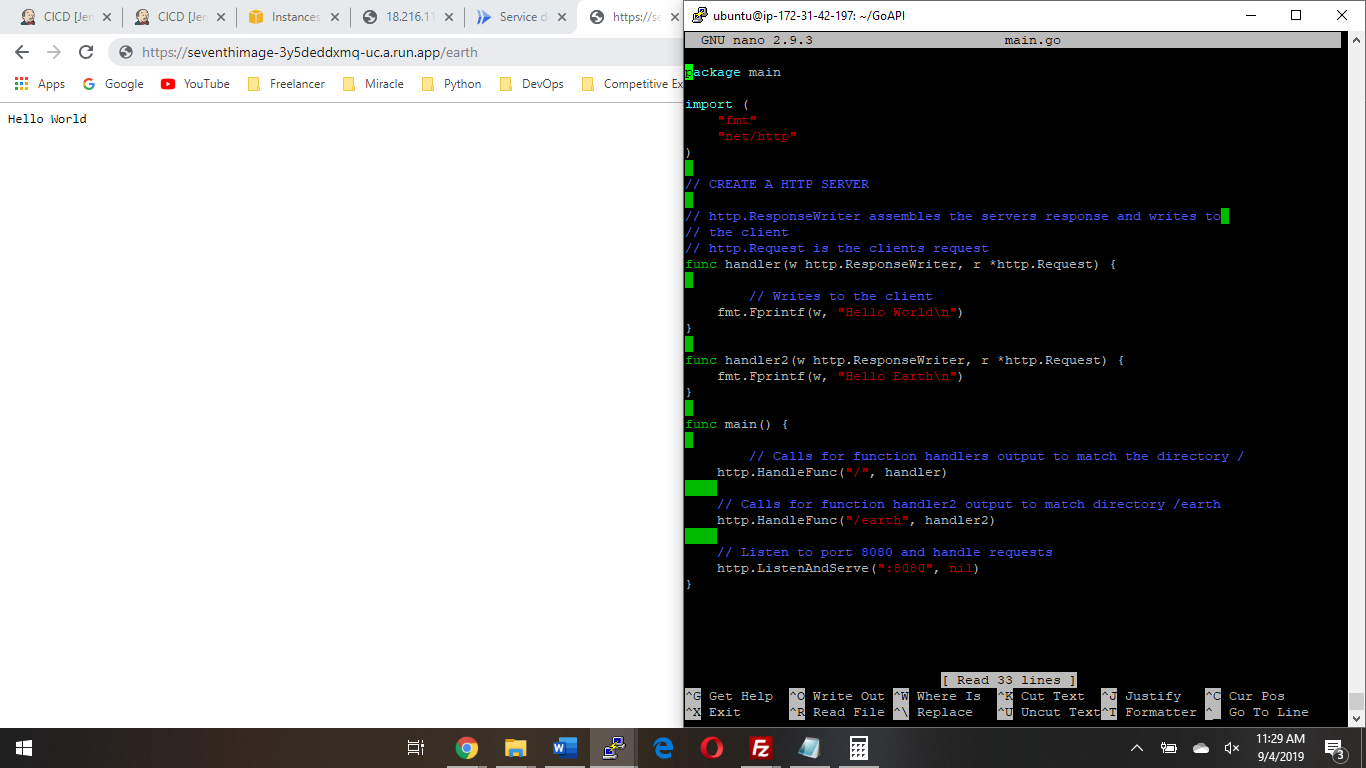 CICD [Jen
CICD [Jen
Instances
18.216.11
Service d
https://se
https://seventhimage-3y5deddxmq-uc.a.run.app/earth
Apps
Google
YouTube
Freelancer
Miracle
Python
DevOps
Competitive Ex
Hello World
ubuntu@ip-172-31-42-197: ~/GoAPI
GNU nano 2.9.3 main.go
package main
import (
"fmt"
"net/http"
)
// CREATE A HTTP SERVER
// http.ResponseWriter assembles the servers response and writes to
// the client
// http.Request is the clients request
func handler(w http.ResponseWriter, r *http.Request) {
// Writes to the client
fmt.Fprintf(w, "Hello World\n")
}
func handler2(w http.ResponseWriter, r *http.Request) {
fmt.Fprintf(w, "Hello Earth\n")
}
func main() {
// Calls for function handlers output to match the directory /
http.HandleFunc("/", handler)
// Calls for function handler2 output to match directory /earth
http.HandleFunc("/earth", handler2)
// Listen to port 8080 and handle requests
http.ListenAndServe(":8080", nil)
}
[ Read 33 lines ]
^G Get Help ^O Write Out ^W Where Is ^K Cut Text ^J Justify ^C Cur Pos
^X Exit ^R Read File ^\ Replace ^U Uncut Text ^T Formatter ^_ Go To Line
11:29 AM
9/4/2019
3